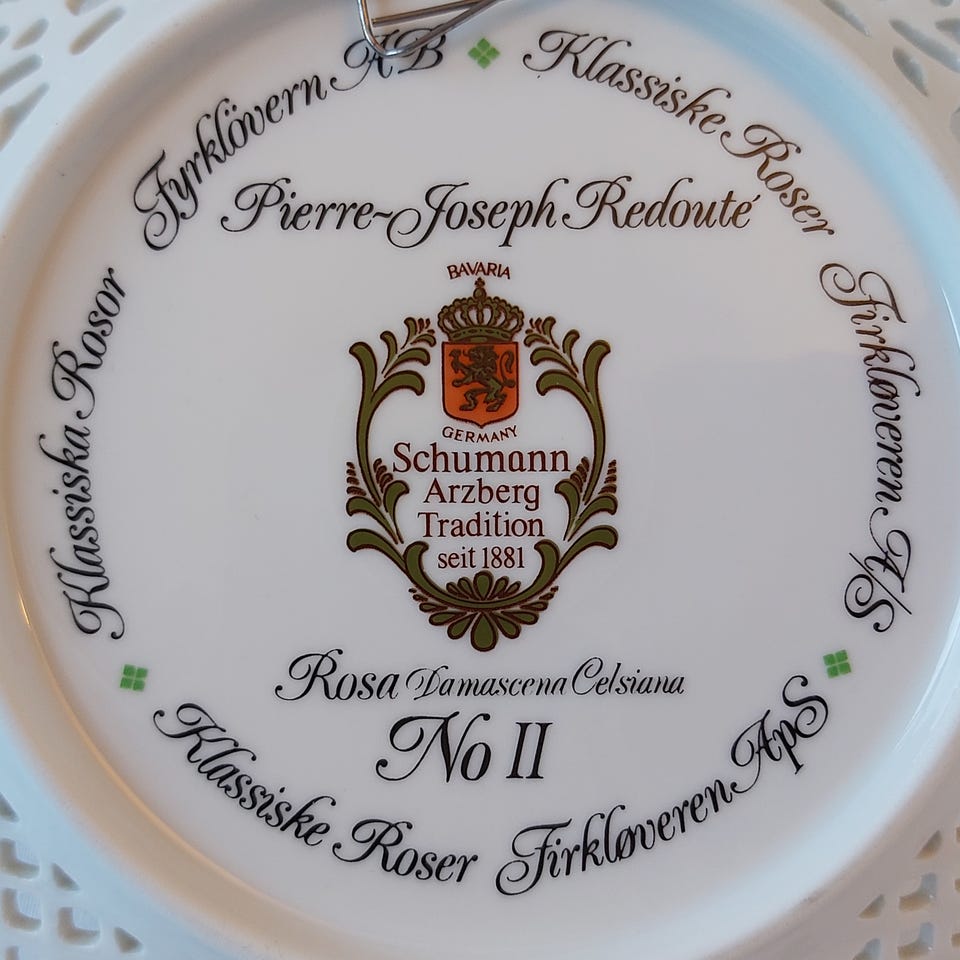 Klassiska Rosor Fyrklövern AB
Klassiske Roser Firkløveren A/S
Pierre-Joseph Redouté
BAVARIA
GERMANY
Schumann
Arzberg
Tradition
seit 1881
Rosa Damascena Celsiana
No II
Klassiske Roser Firkløveren ApS